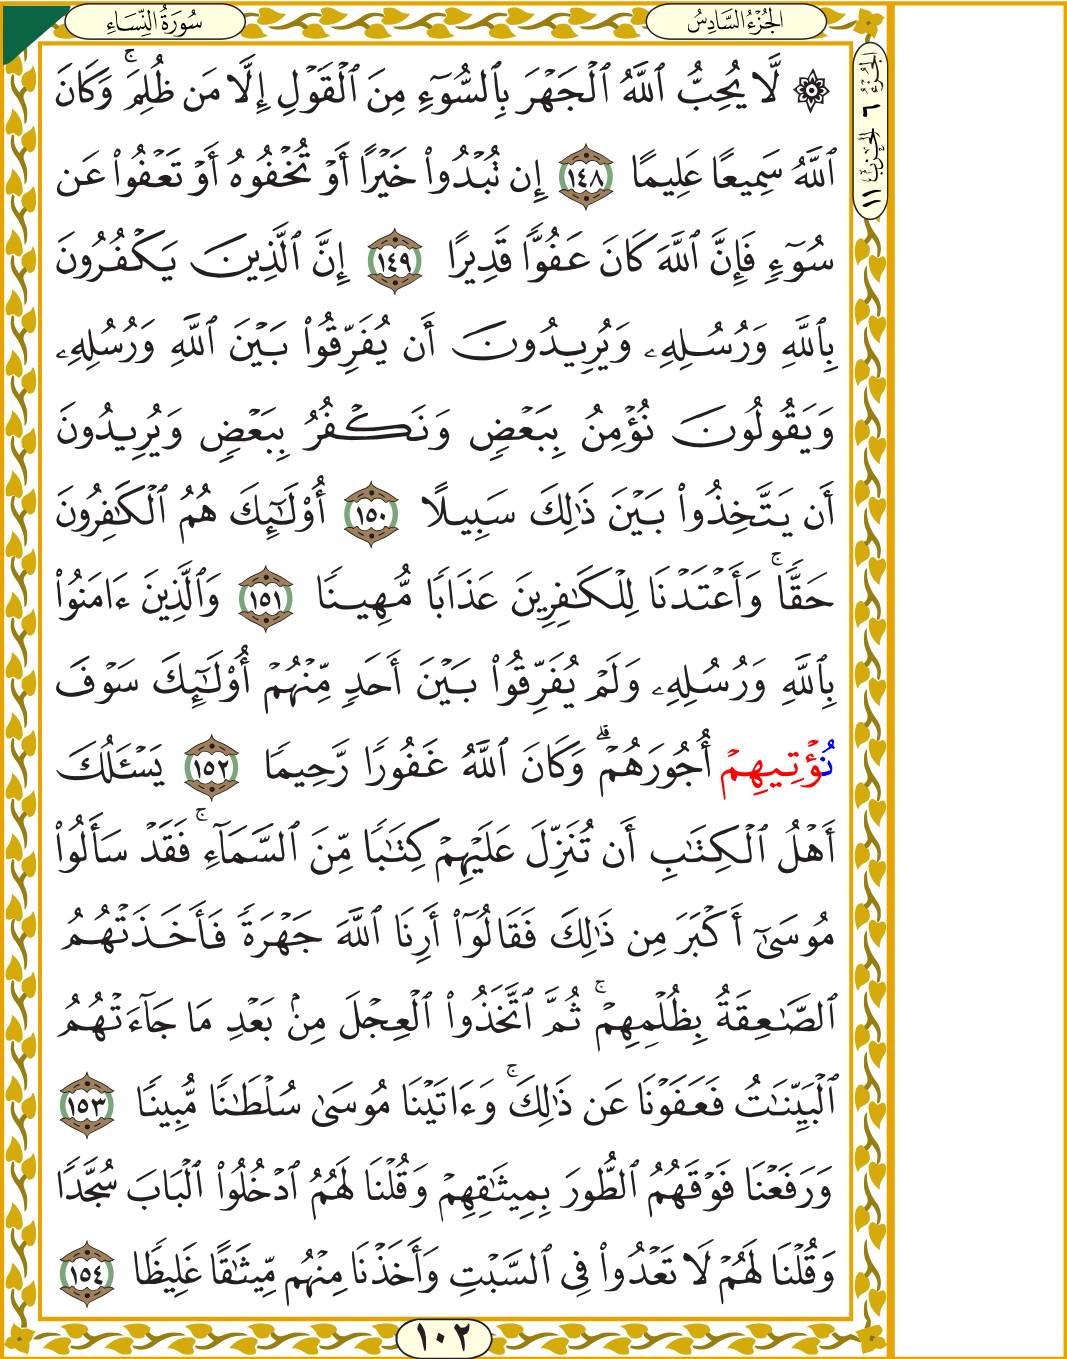 سُورَةُ النِّسَاءِ
الجُزْءُ السَّادِسُ
الجزء ٦ الحزب ١١
۞ لَّا يُحِبُّ ٱللَّهُ ٱلْجَهْرَ بِٱلسُّوٓءِ مِنَ ٱلْقَوْلِ إِلَّا مَن ظُلِمَ ۚ وَكَانَ
ٱللَّهُ سَمِيعًا عَلِيمًا ١٤٨ إِن تُبْدُوا۟ خَيْرًا أَوْ تُخْفُوهُ أَوْ تَعْفُوا۟ عَن
سُوٓءٍ فَإِنَّ ٱللَّهَ كَانَ عَفُوًّا قَدِيرًا ١٤٩ إِنَّ ٱلَّذِينَ يَكْفُرُونَ
بِٱللَّهِ وَرُسُلِهِۦ وَيُرِيدُونَ أَن يُفَرِّقُوا۟ بَيْنَ ٱللَّهِ وَرُسُلِهِۦ
وَيَقُولُونَ نُؤْمِنُ بِبَعْضٍ وَنَكْفُرُ بِبَعْضٍ وَيُرِيدُونَ
أَن يَتَّخِذُوا۟ بَيْنَ ذَٰلِكَ سَبِيلًا ١٥٠ أُو۟لَـٰٓئِكَ هُمُ ٱلْكَـٰفِرُونَ
حَقًّا ۚ وَأَعْتَدْنَا لِلْكَـٰفِرِينَ عَذَابًا مُّهِينًا ١٥١ وَٱلَّذِينَ ءَامَنُوا۟
بِٱللَّهِ وَرُسُلِهِۦ وَلَمْ يُفَرِّقُوا۟ بَيْنَ أَحَدٍ مِّنْهُمْ أُو۟لَـٰٓئِكَ سَوْفَ
نُؤْتِيهِمْ أُجُورَهُمْ ۗ وَكَانَ ٱللَّهُ غَفُورًا رَّحِيمًا ١٥٢ يَسْـَٔلُكَ
أَهْلُ ٱلْكِتَـٰبِ أَن تُنَزِّلَ عَلَيْهِمْ كِتَـٰبًا مِّنَ ٱلسَّمَآءِ ۚ فَقَدْ سَأَلُوا۟
مُوسَىٰٓ أَكْبَرَ مِن ذَٰلِكَ فَقَالُوٓا۟ أَرِنَا ٱللَّهَ جَهْرَةً فَأَخَذَتْهُمُ
ٱلصَّـٰعِقَةُ بِظُلْمِهِمْ ۚ ثُمَّ ٱتَّخَذُوا۟ ٱلْعِجْلَ مِنۢ بَعْدِ مَا جَآءَتْهُمُ
ٱلْبَيِّنَـٰتُ فَعَفَوْنَا عَن ذَٰلِكَ ۚ وَءَاتَيْنَا مُوسَىٰ سُلْطَـٰنًا مُّبِينًا ١٥٣
وَرَفَعْنَا فَوْقَهُمُ ٱلطُّورَ بِمِيثَـٰقِهِمْ وَقُلْنَا لَهُمُ ٱدْخُلُوا۟ ٱلْبَابَ سُجَّدًا
وَقُلْنَا لَهُمْ لَا تَعْدُوا۟ فِى ٱلسَّبْتِ وَأَخَذْنَا مِنْهُم مِّيثَـٰقًا غَلِيظًا ١٥٤
١٠٢